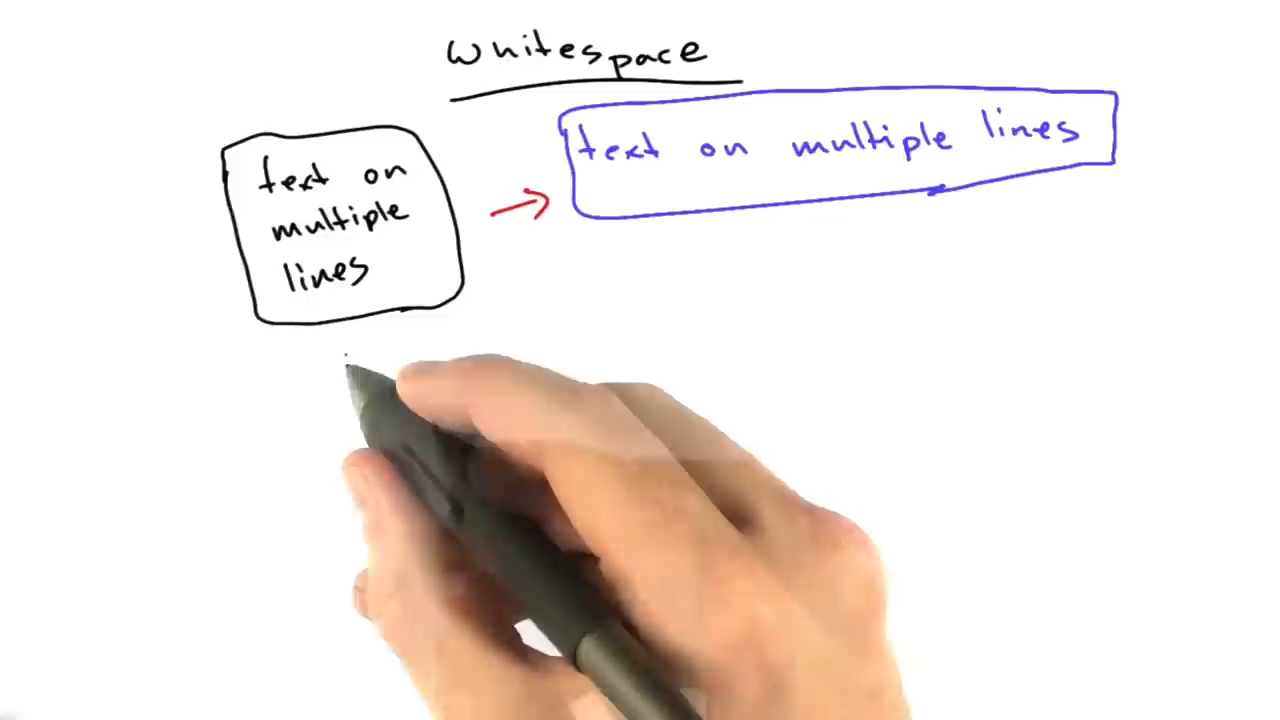 whitespace
text on
multiple
lines
text on multiple lines